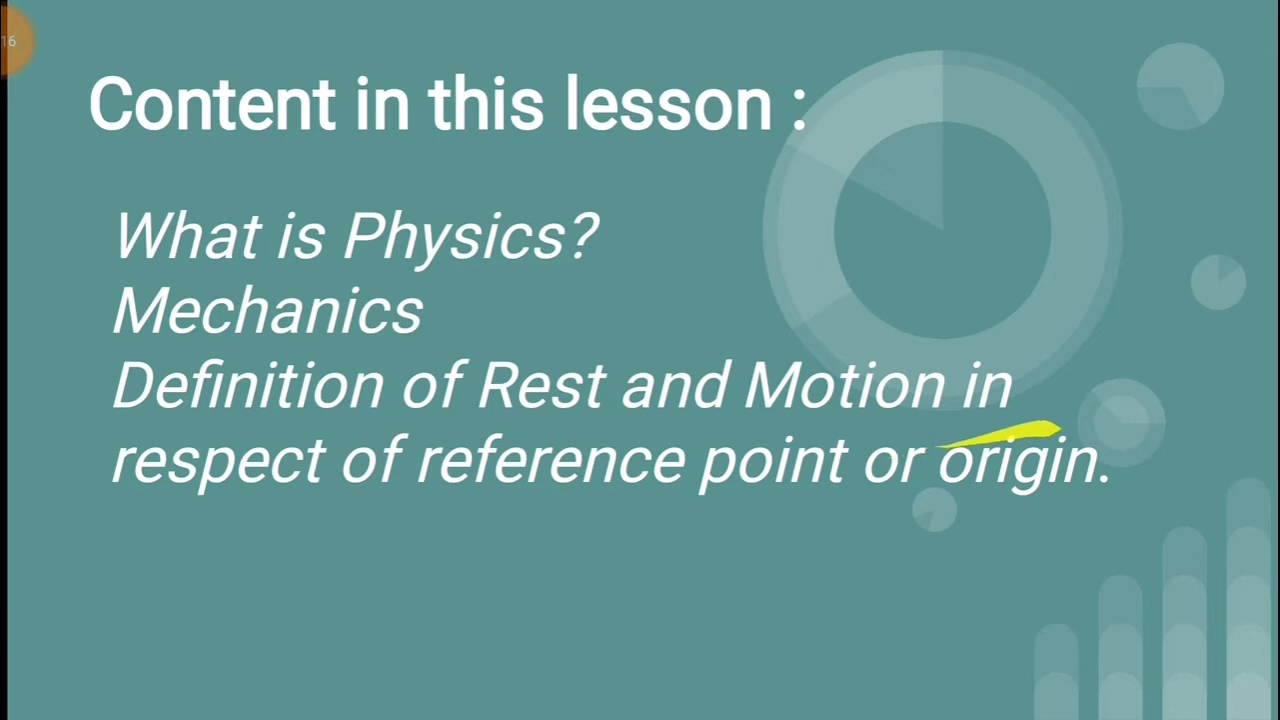 16
Content in this lesson :
What is Physics?
Mechanics
Definition of Rest and Motion in
respect of reference point or origin.